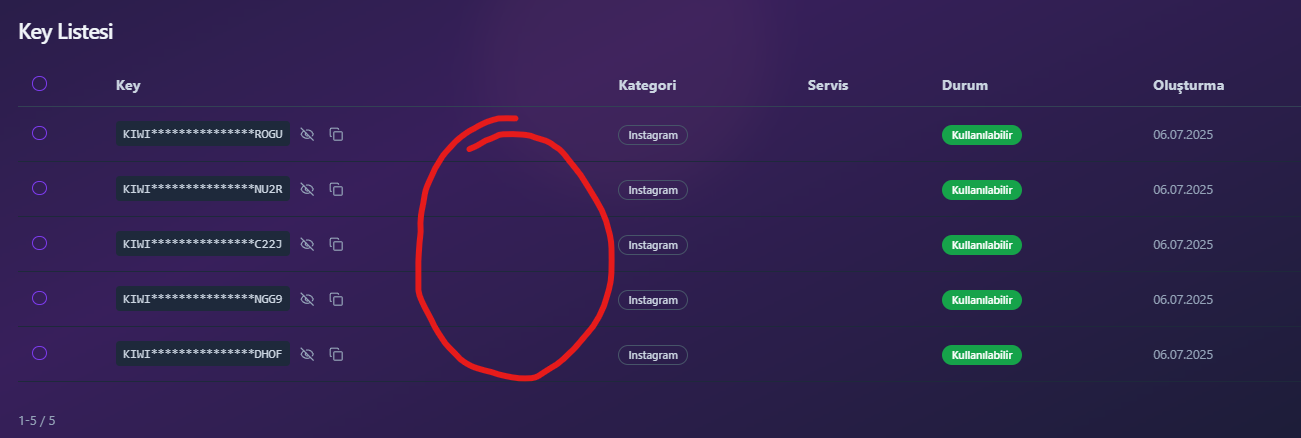 Key Listesi
Key Kategori Servis Durum Oluşturma
KIWI***************ROGU Instagram Kullanılabilir 06.07.2025
KIWI***************NU2R Instagram Kullanılabilir 06.07.2025
KIWI***************C22J Instagram Kullanılabilir 06.07.2025
KIWI***************NGG9 Instagram Kullanılabilir 06.07.2025
KIWI***************DHOF Instagram Kullanılabilir 06.07.2025
1-5 / 5